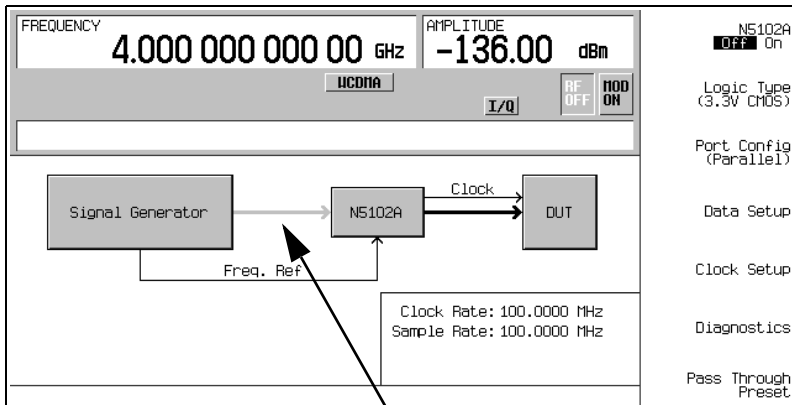 FREQUENCY
4.000 000 000 00 GHz
AMPLITUDE
-136.00 dBm
WCDMA
I/Q
RF OFF
MOD ON
Signal Generator
N5102A
Clock
DUT
Freq. Ref
Clock Rate: 100.0000 MHz
Sample Rate: 100.0000 MHz
N5102A
Off On
Logic Type
(3.3V CMOS)
Port Config
(Parallel)
Data Setup
Clock Setup
Diagnostics
Pass Through
Preset